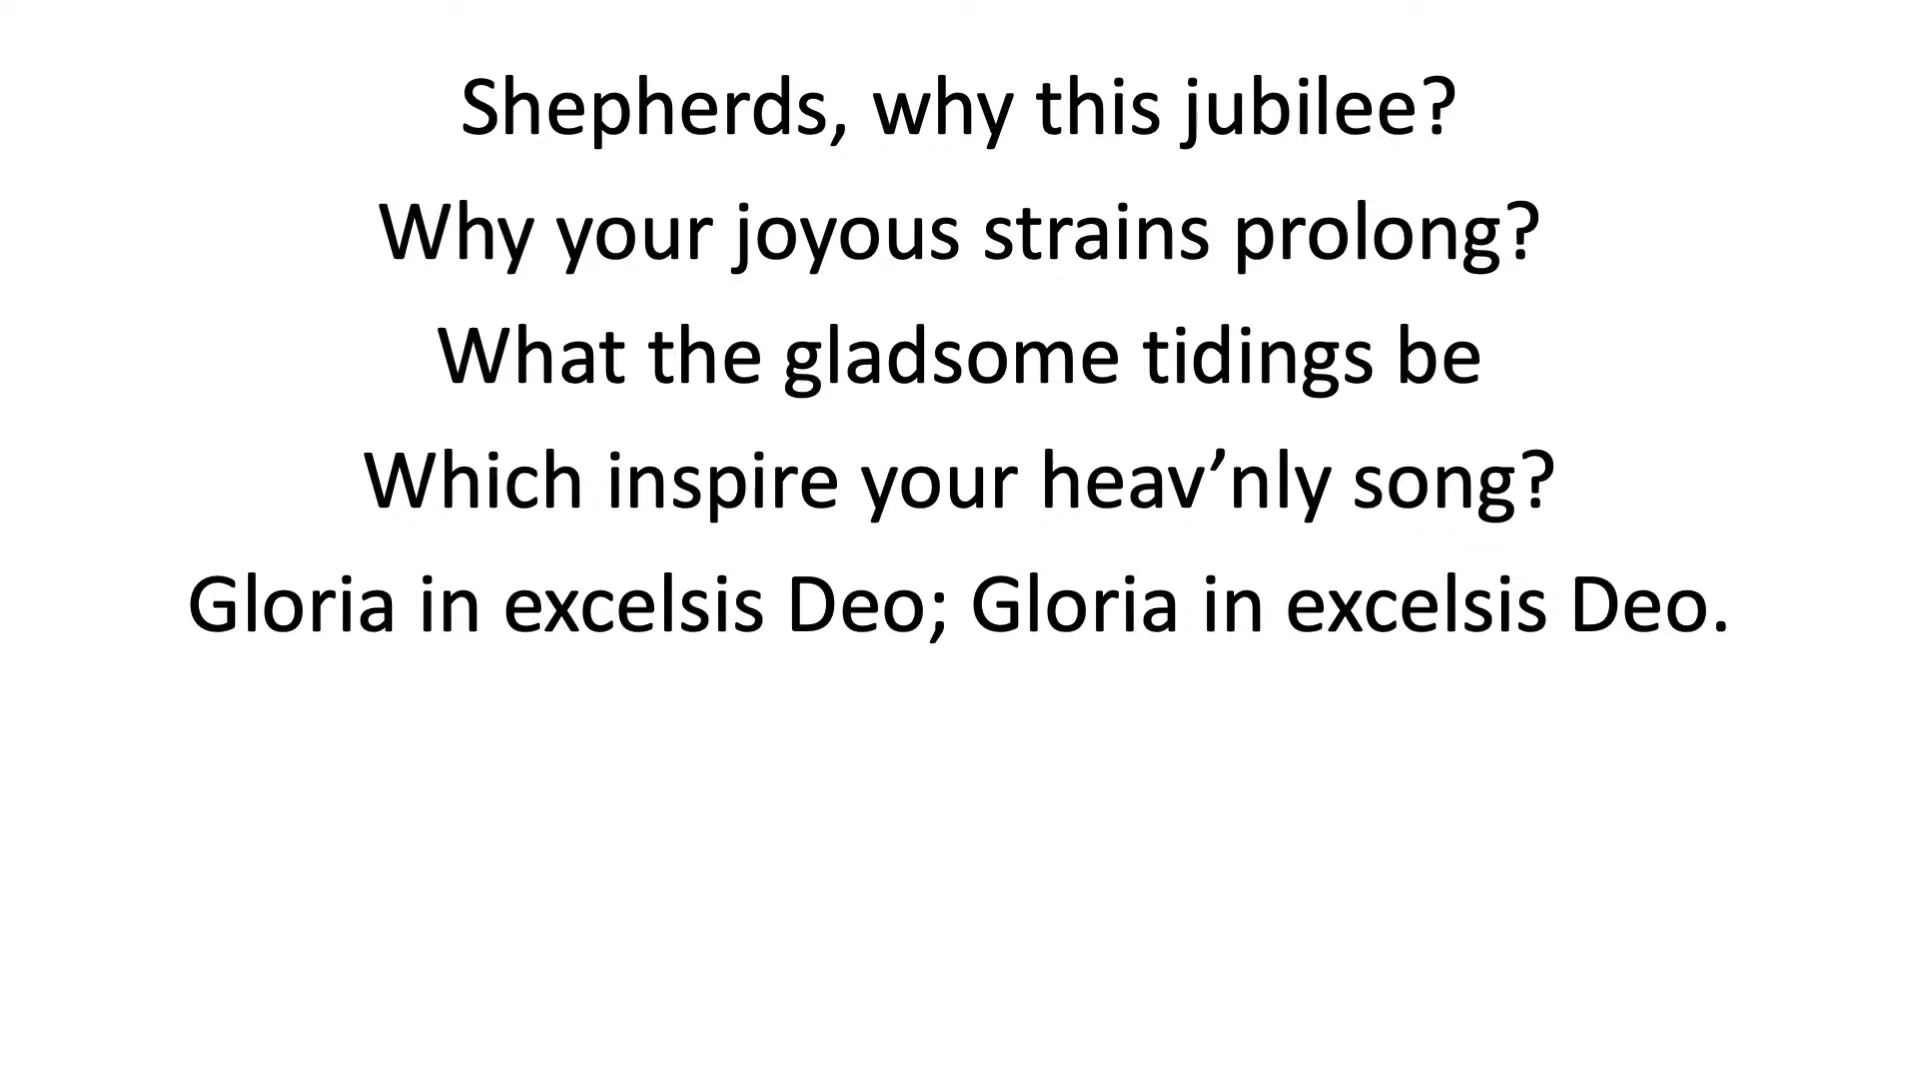 Shepherds, why this jubilee?
Why your joyous strains prolong?
What the gladsome tidings be
Which inspire your heav’nly song?
Gloria in excelsis Deo; Gloria in excelsis Deo.